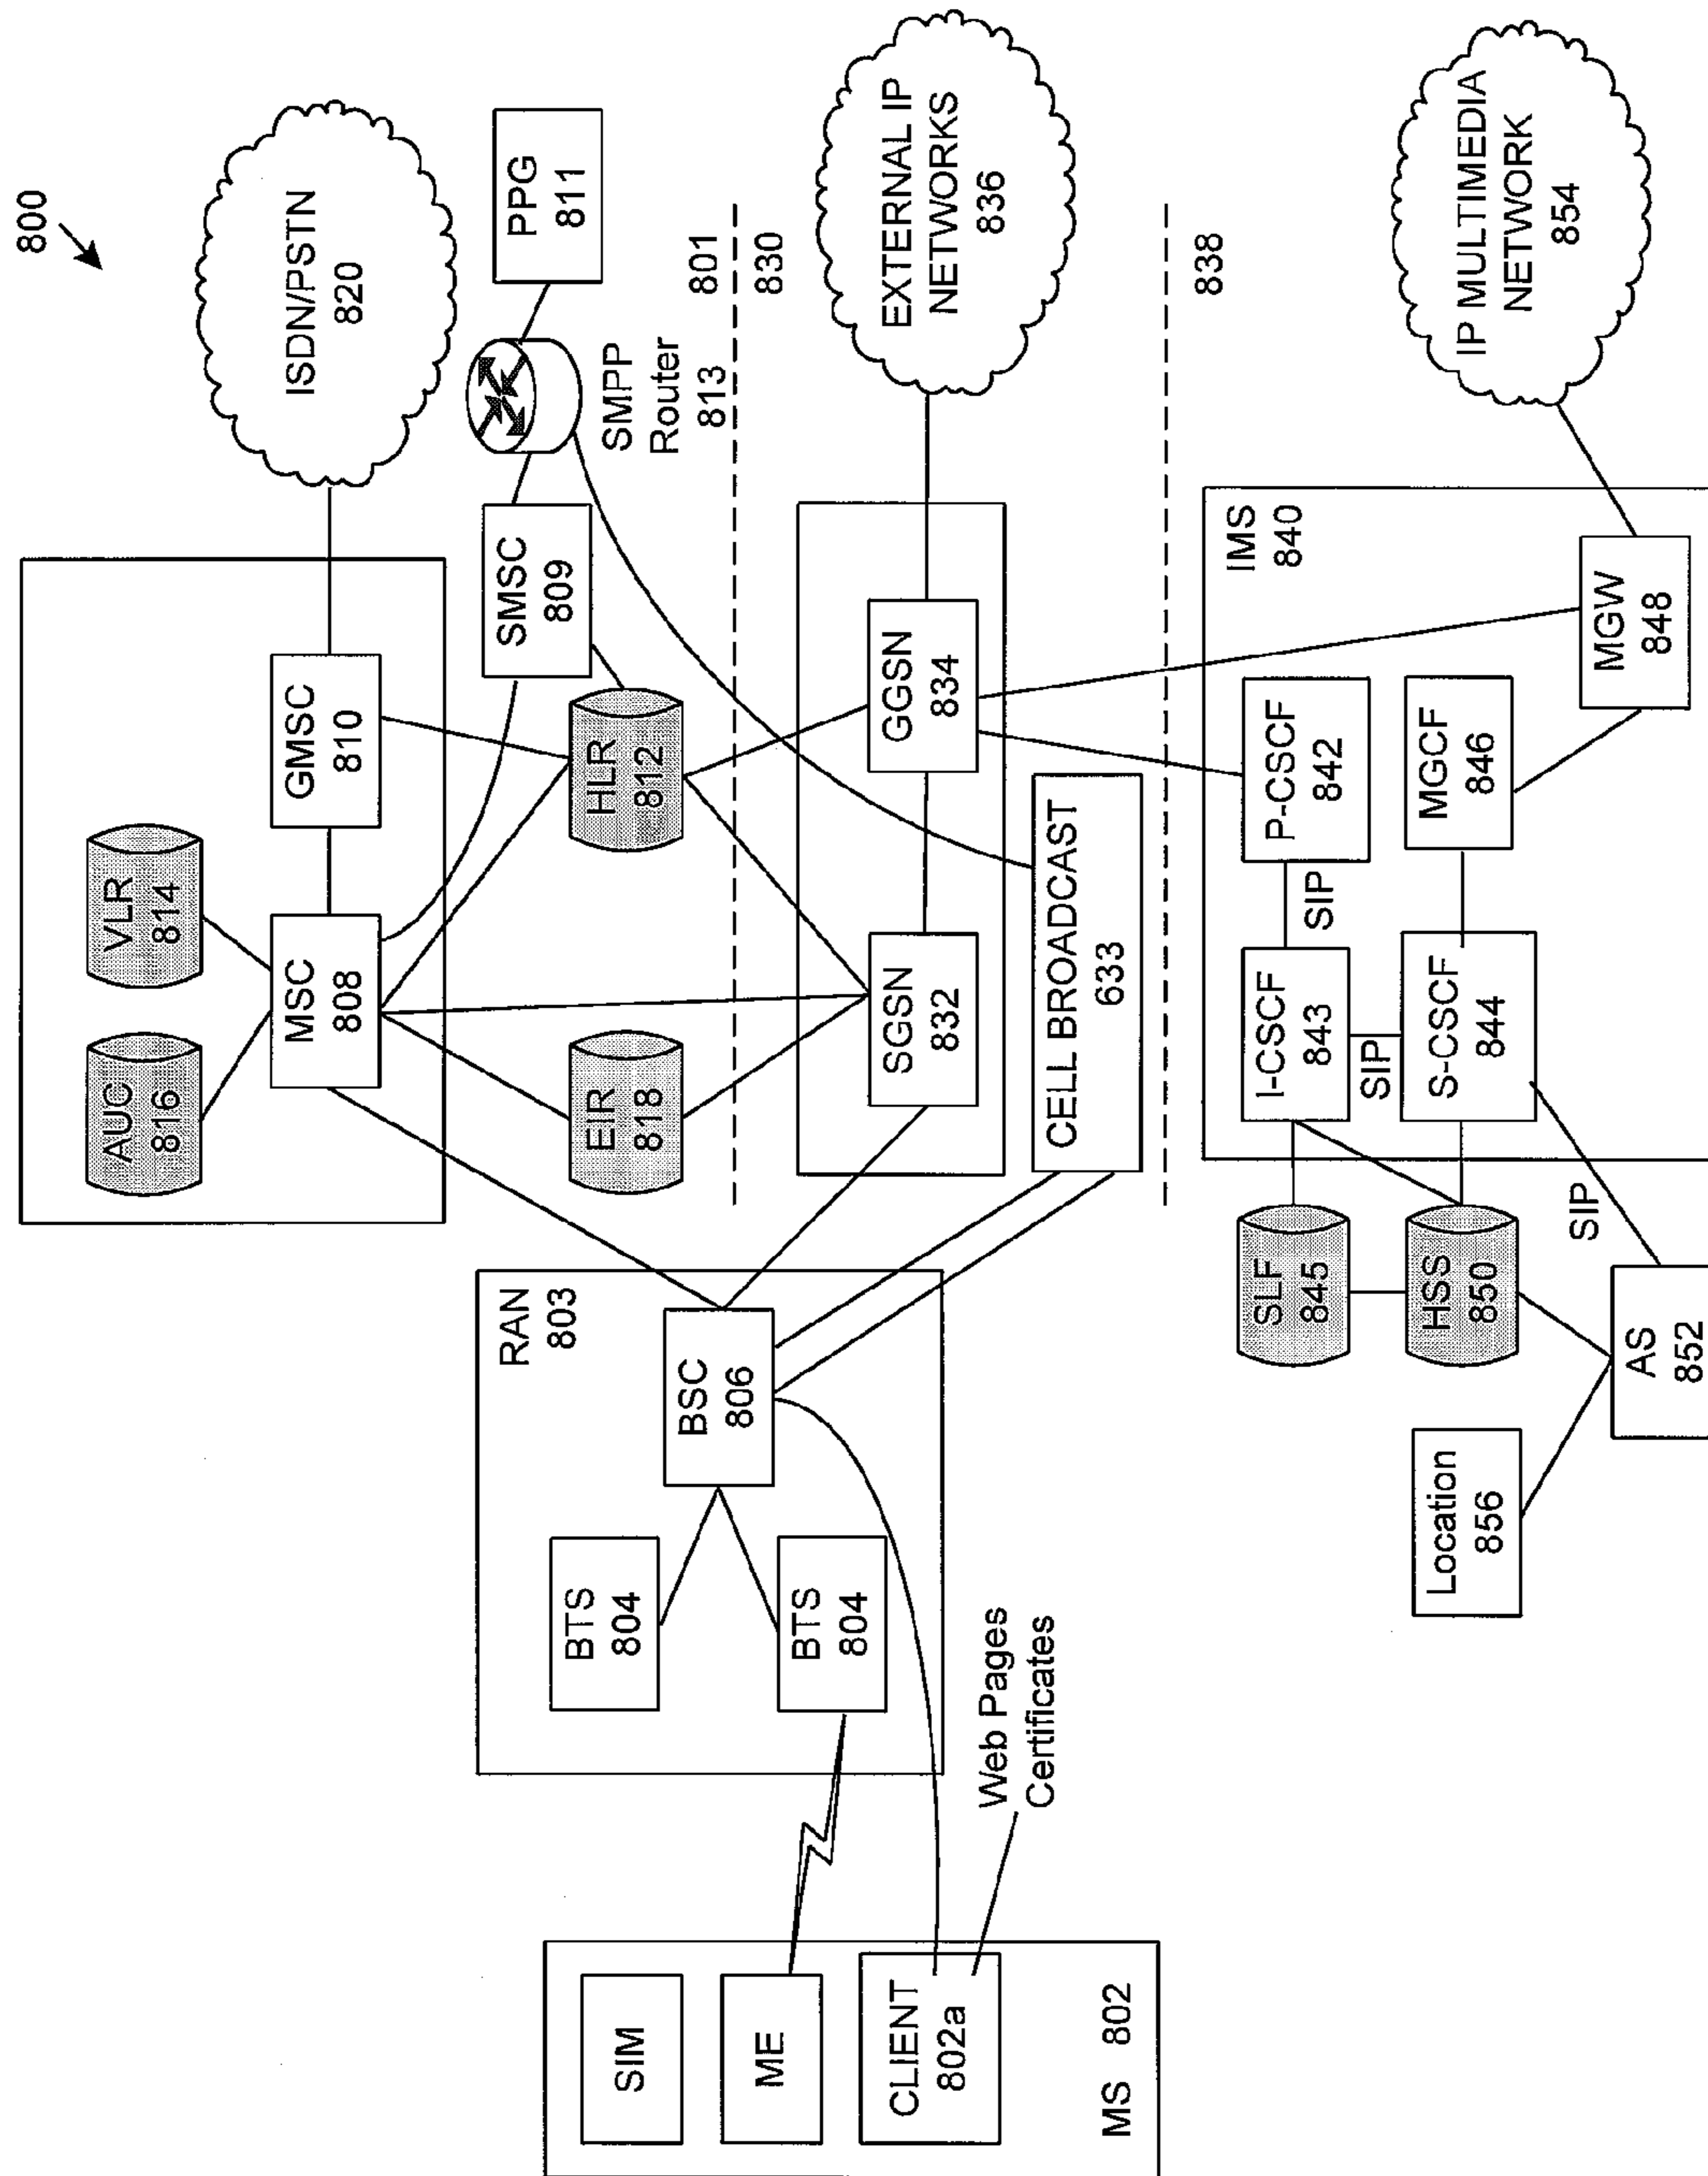 800
ISDN/PSTN
820
AUC
816
VLR
814
MSC
808
GMSC
810
SMSC
809
PPG
811
SMPP
Router
813
EIR
818
HLR
812
801
830
RAN
803
BTS
804
BTS
804
BSC
806
SIM
ME
CLIENT
802a
MS 802
Web Pages
Certificates
SGSN
832
GGSN
834
EXTERNAL IP
NETWORKS
836
CELL BROADCAST
633
838
IMS
840
SLF
845
I-CSCF
843
SIP
P-CSCF
842
SIP
HSS
850
S-CSCF
844
MGCF
846
SIP
MGW
848
IP MULTIMEDIA
NETWORK
854
Location
856
AS
852